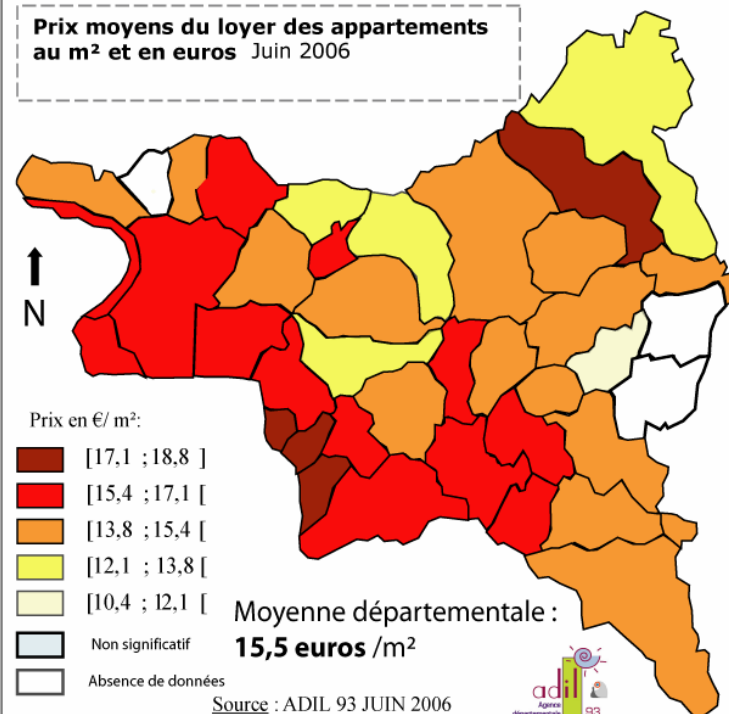 Prix moyens du loyer des appartements
au m² et en euros Juin 2006
N
Prix en €/ m²:
[17,1 ;18,8 ]
[15,4 ;17,1 [
[13,8 ;15,4 [
[12,1 ; 13,8 [
[10,4 ; 12,1 [
Non significatif
Absence de données
Moyenne départementale :
15,5 euros /m²
Source : ADIL 93 JUIN 2006
adil
Agence
départementale
93